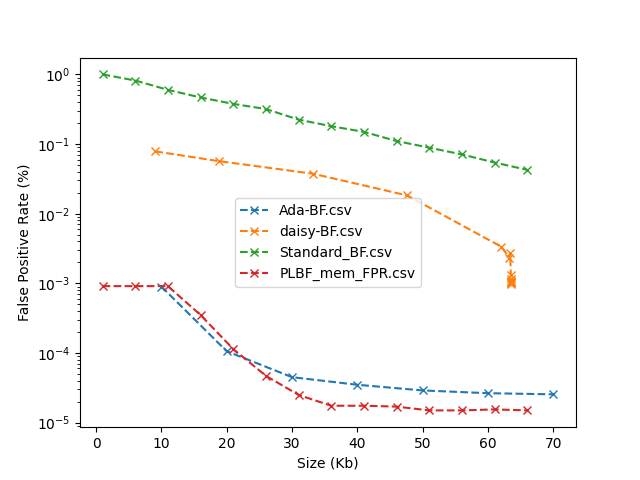 10⁰
10⁻¹
10⁻²
10⁻³
10⁻⁴
10⁻⁵
False Positive Rate (%)
Ada-BF.csv
daisy-BF.csv
Standard_BF.csv
PLBF_mem_FPR.csv
0 10 20 30 40 50 60 70
Size (Kb)